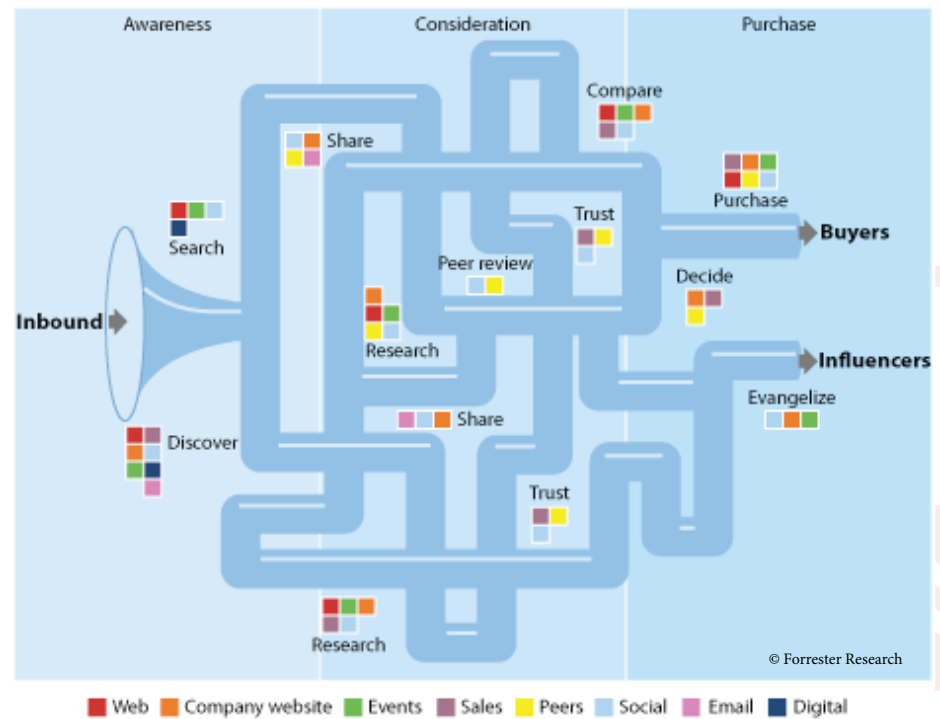 Awareness
Consideration
Purchase
Compare
Share
Purchase
Search
Trust
Buyers
Peer review
Decide
Inbound
Research
Influencers
Evangelize
Share
Discover
Trust
Research
© Forrester Research
Web
Company website
Events
Sales
Peers
Social
Email
Digital